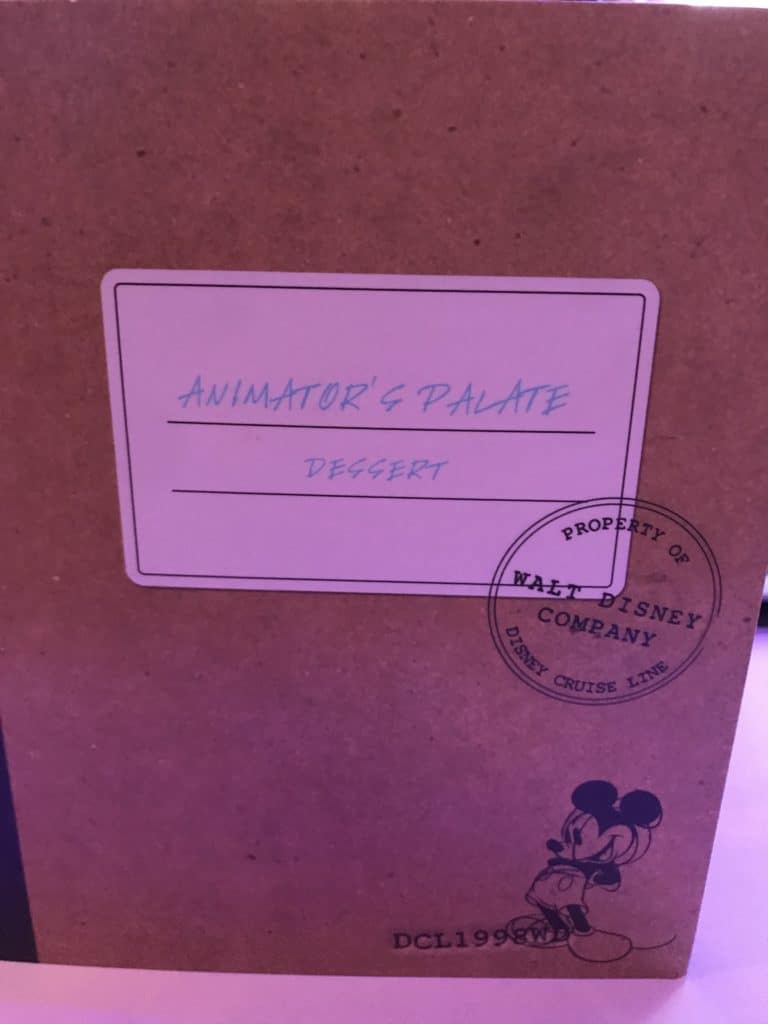 ANIMATOR'S PALATE
DESSERT
PROPERTY OF
WALT DISNEY
COMPANY
DISNEY CRUISE LINE
DCL1998WD